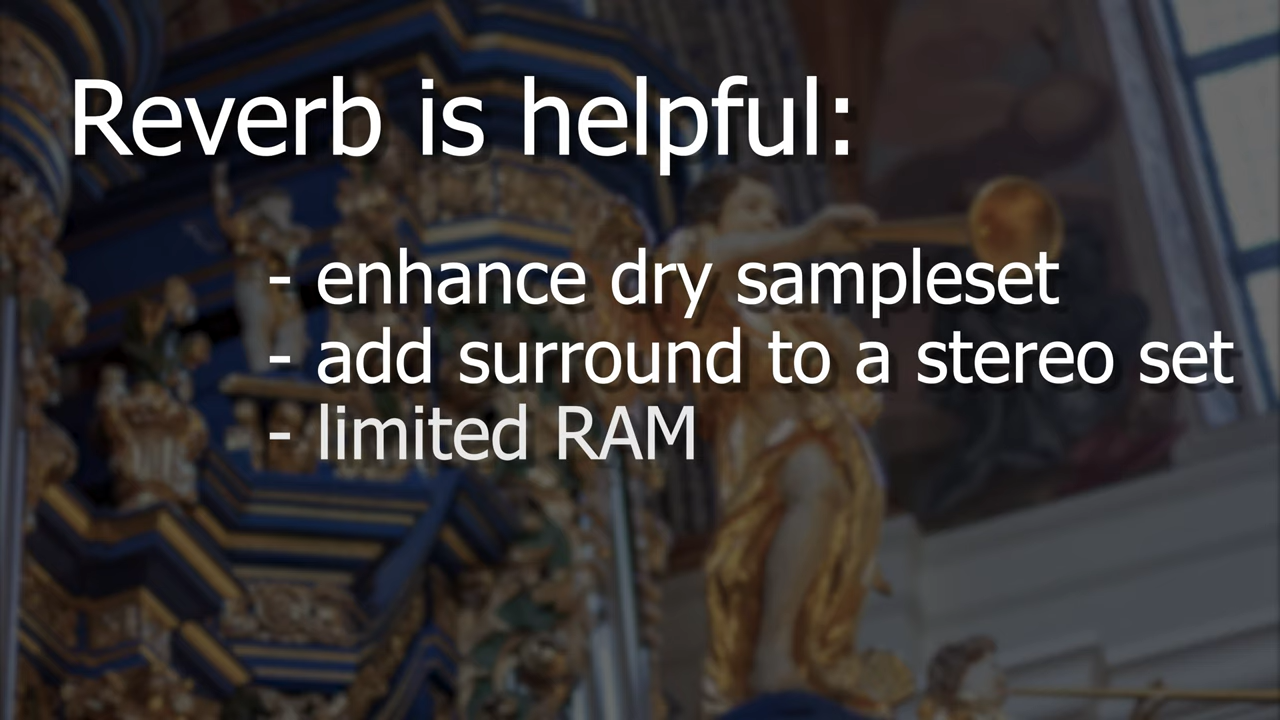 Reverb is helpful:
- enhance dry sampleset
- add surround to a stereo set
- limited RAM